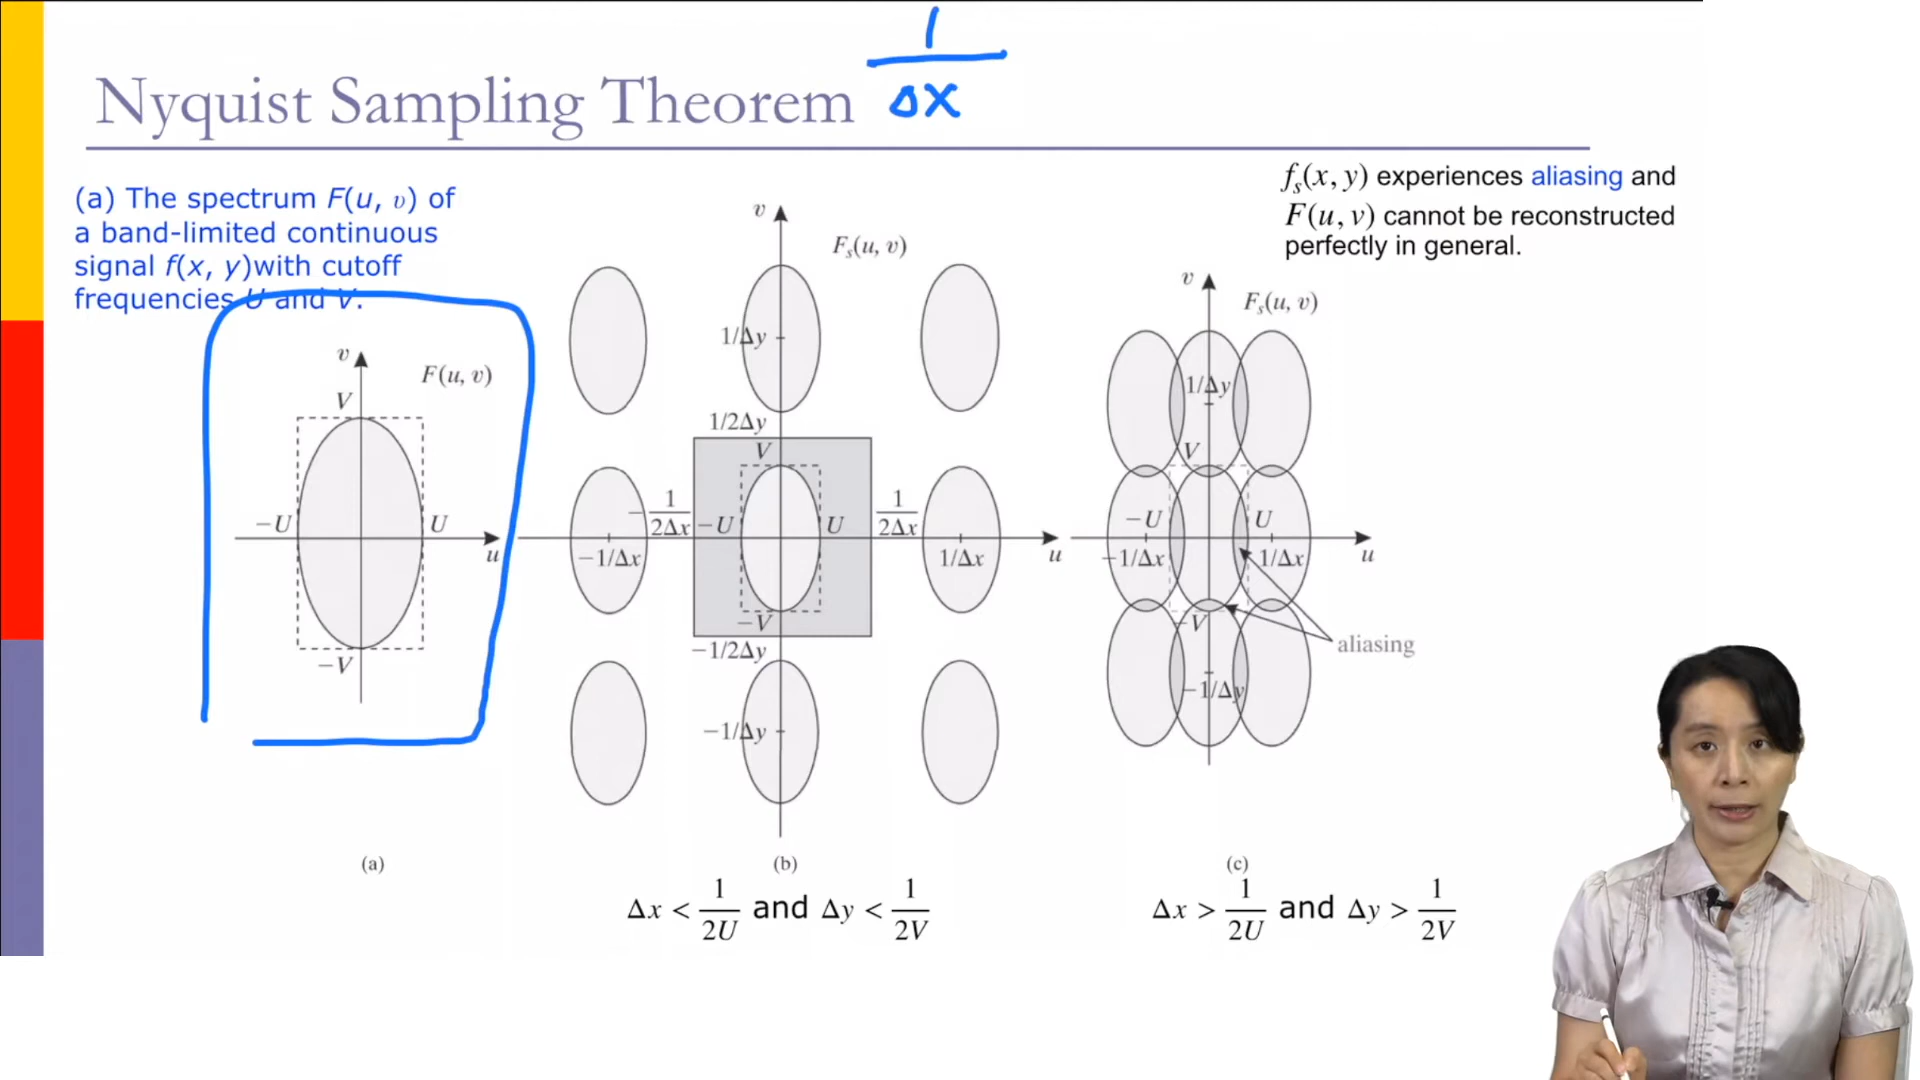 1
Δx
Nyquist Sampling Theorem
(a) The spectrum F(u, v) of
a band-limited continuous
signal f(x, y)with cutoff
frequencies U and V.
fs(x, y) experiences aliasing and
F(u, v) cannot be reconstructed
perfectly in general.
v
F(u, v)
V
−U
U
u
−V
(a)
v
Fs(u, v)
1/Δy
1/2Δy
V
−1/2Δx
−U
U
1/2Δx
−1/Δx
1/Δx
u
−V
−1/2Δy
−1/Δy
(b)
Δx < 1/2U and Δy < 1/2V
v
Fs(u, v)
1/Δy
V
−U
U
−1/Δx
1/Δx
u
−V
aliasing
−1/Δy
(c)
Δx > 1/2U and Δy > 1/2V